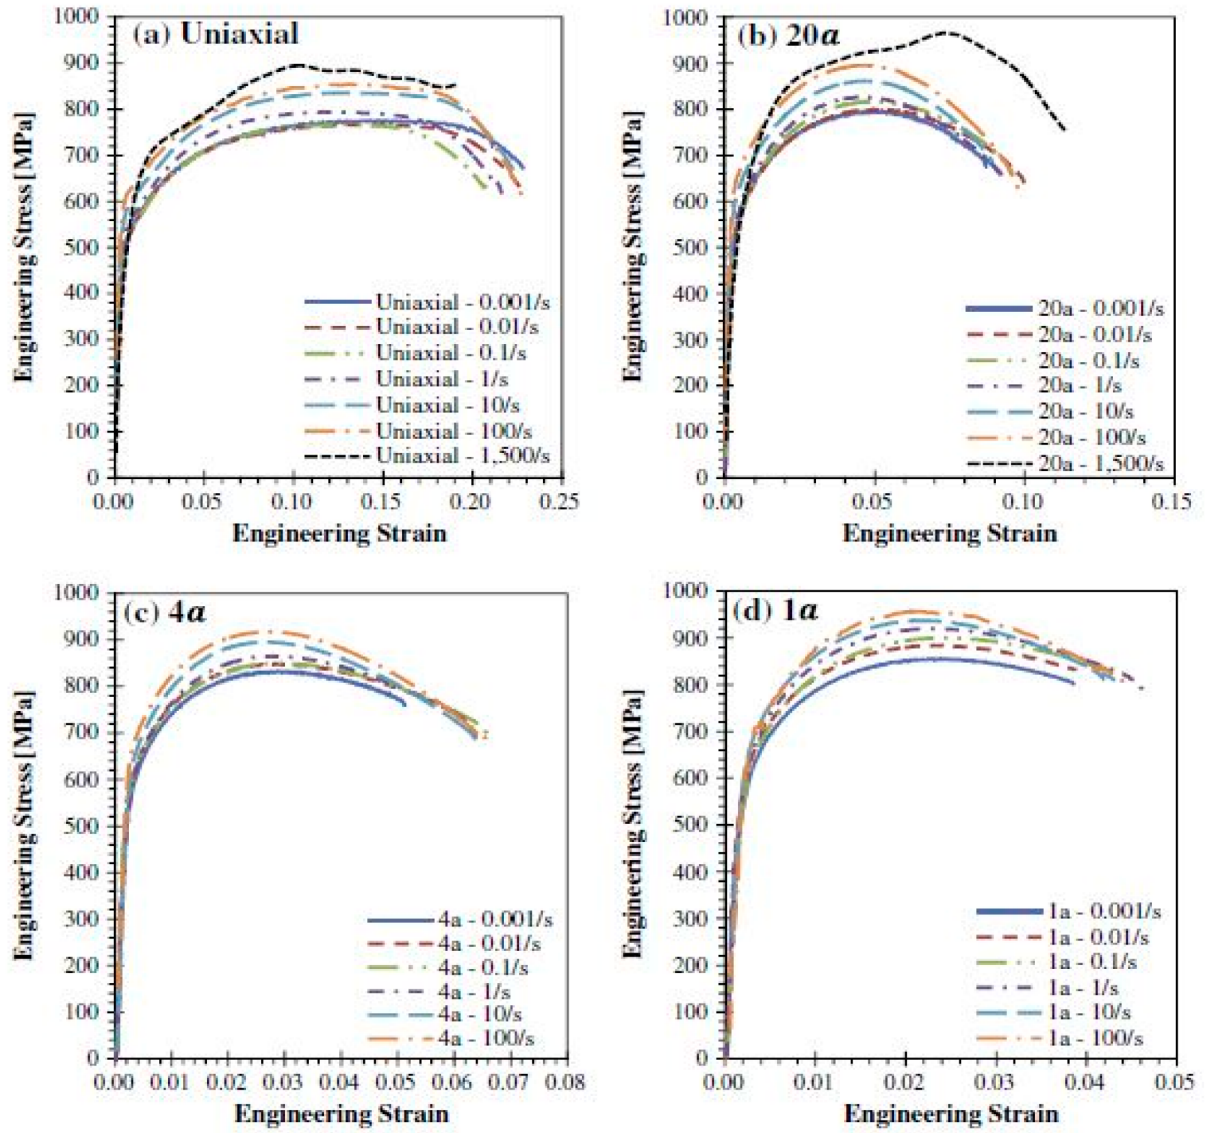 (a) Uniaxial
1000
900
800
700
600
500
400
300
200
100
0
Engineering Stress [MPa]
Uniaxial - 0.001/s
Uniaxial - 0.01/s
Uniaxial - 0.1/s
Uniaxial - 1/s
Uniaxial - 10/s
Uniaxial - 100/s
Uniaxial - 1,500/s
0.00 0.05 0.10 0.15 0.20 0.25
Engineering Strain
(b) 20a
1000
900
800
700
600
500
400
300
200
100
0
Engineering Stress [MPa]
20a - 0.001/s
20a - 0.01/s
20a - 0.1/s
20a - 1/s
20a - 10/s
20a - 100/s
20a - 1,500/s
0.00 0.05 0.10 0.15
Engineering Strain
(c) 4a
1000
900
800
700
600
500
400
300
200
100
0
Engineering Stress [MPa]
4a - 0.001/s
4a - 0.01/s
4a - 0.1/s
4a - 1/s
4a - 10/s
4a - 100/s
0.00 0.01 0.02 0.03 0.04 0.05 0.06 0.07 0.08
Engineering Strain
(d) 1a
1000
900
800
700
600
500
400
300
200
100
0
Engineering Stress [MPa]
1a - 0.001/s
1a - 0.01/s
1a - 0.1/s
1a - 1/s
1a - 10/s
1a - 100/s
0.00 0.01 0.02 0.03 0.04 0.05
Engineering Strain